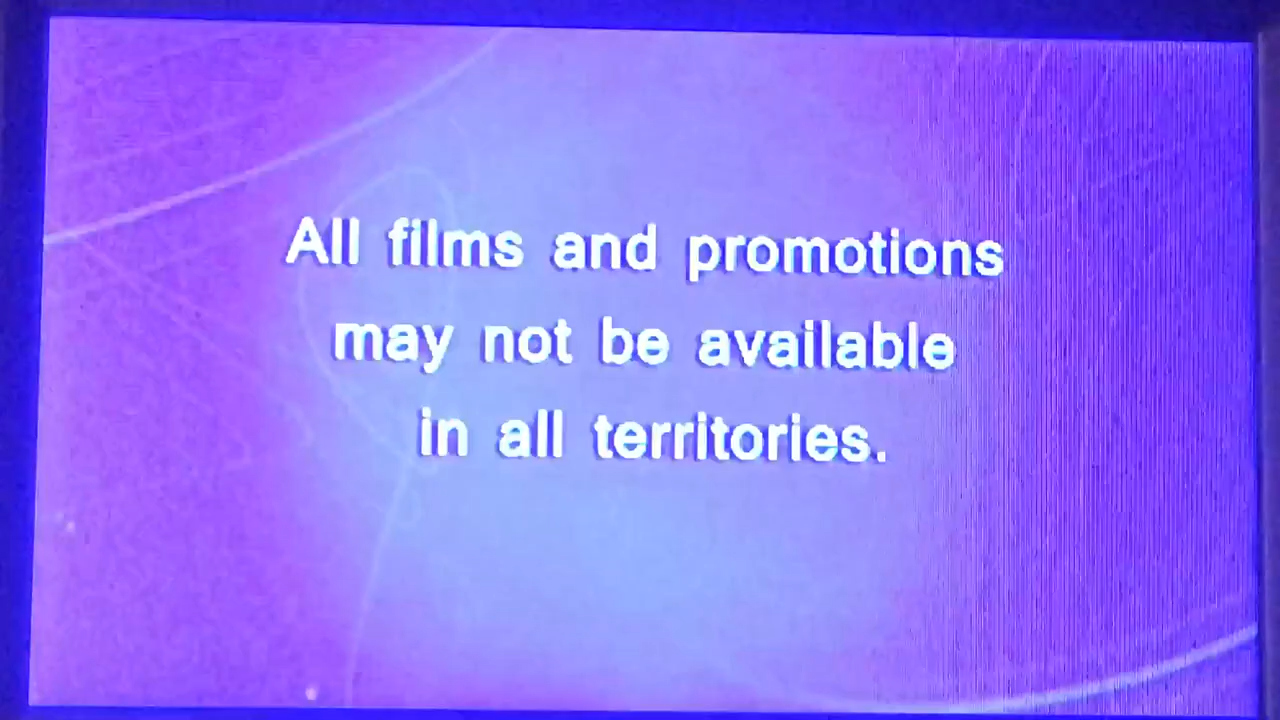 All films and promotions
may not be available
in all territories.